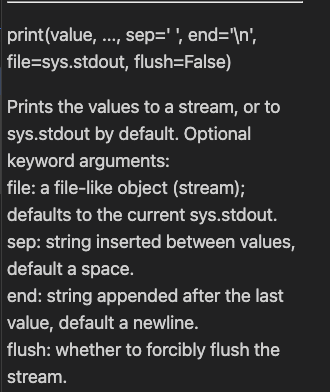 print(value, ..., sep=' ', end='\n',
file=sys.stdout, flush=False)
Prints the values to a stream, or to
sys.stdout by default. Optional
keyword arguments:
file: a file-like object (stream);
defaults to the current sys.stdout.
sep: string inserted between values,
default a space.
end: string appended after the last
value, default a newline.
flush: whether to forcibly flush the
stream.